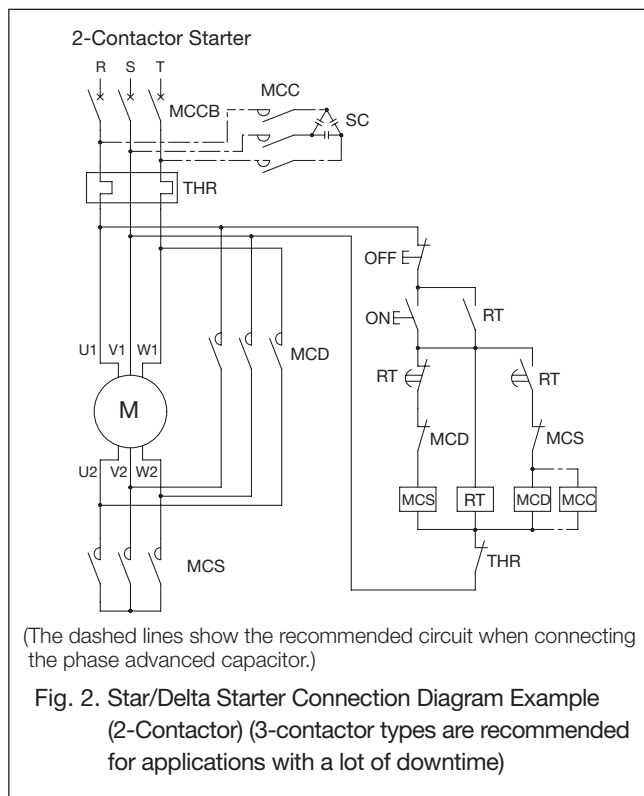 2-Contactor Starter
R S T
MCC
MCCB
SC
THR
OFF
ON
RT
U1 V1 W1
MCD
RT
RT
M
MCD
MCS
U2 V2 W2
MCS
RT
MCD
MCC
MCS
THR
(The dashed lines show the recommended circuit when connecting
the phase advanced capacitor.)
Fig. 2. Star/Delta Starter Connection Diagram Example
(2-Contactor) (3-contactor types are recommended
for applications with a lot of downtime)